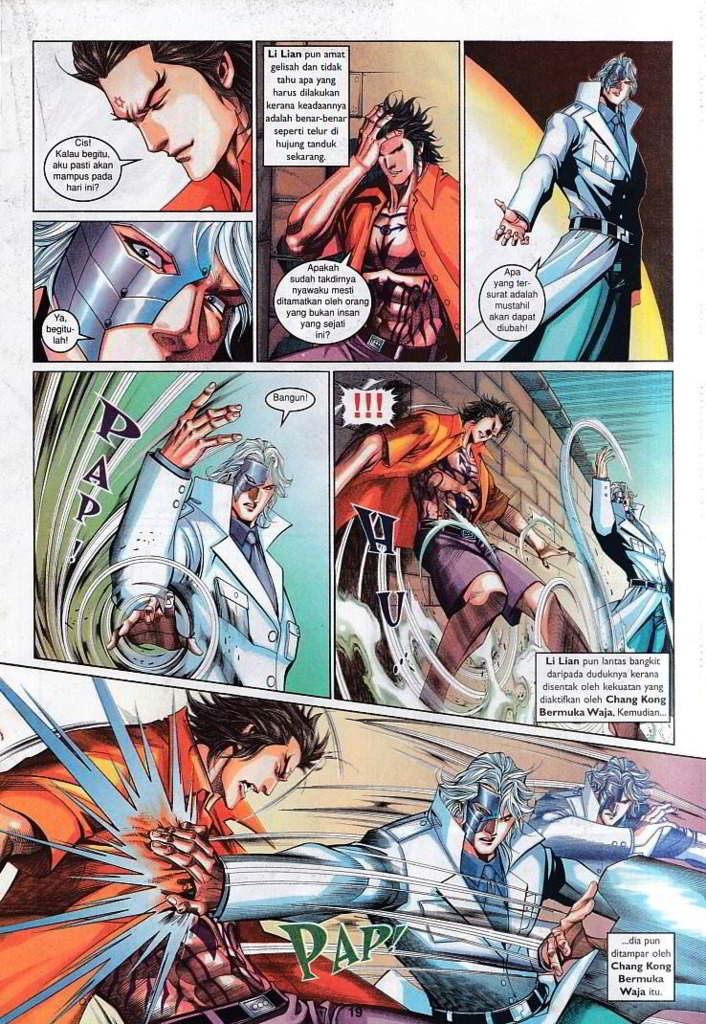 Cis!
Kalau begitu,
aku pasti akan
mampus pada
hari ini?
Li Lian pun amat
gelisah dan tidak
tahu apa yang
harus dilakukan
kerana keadaannya
adalah benar-benar
seperti telur di
hujung tanduk
sekarang.
Apakah
sudah takdirnya
nyawaku mesti
ditamatkan oleh orang
yang bukan insan
yang sejati
ini?
Apa
yang ter-
surat adalah
mustahil
akan dapat
diubah!
Ya,
begitu-
lah!
PAP!
Bangun!
!!!
HU!
Li Lian pun lantas bangkit
daripada duduknya kerana
disentak oleh kekuatan yang
diaktifkan oleh Chang Kong
Bermuka Waja, Kemudian...
PAP!
...dia pun
ditampar oleh
Chang Kong
Bermuka
Waja itu.
19